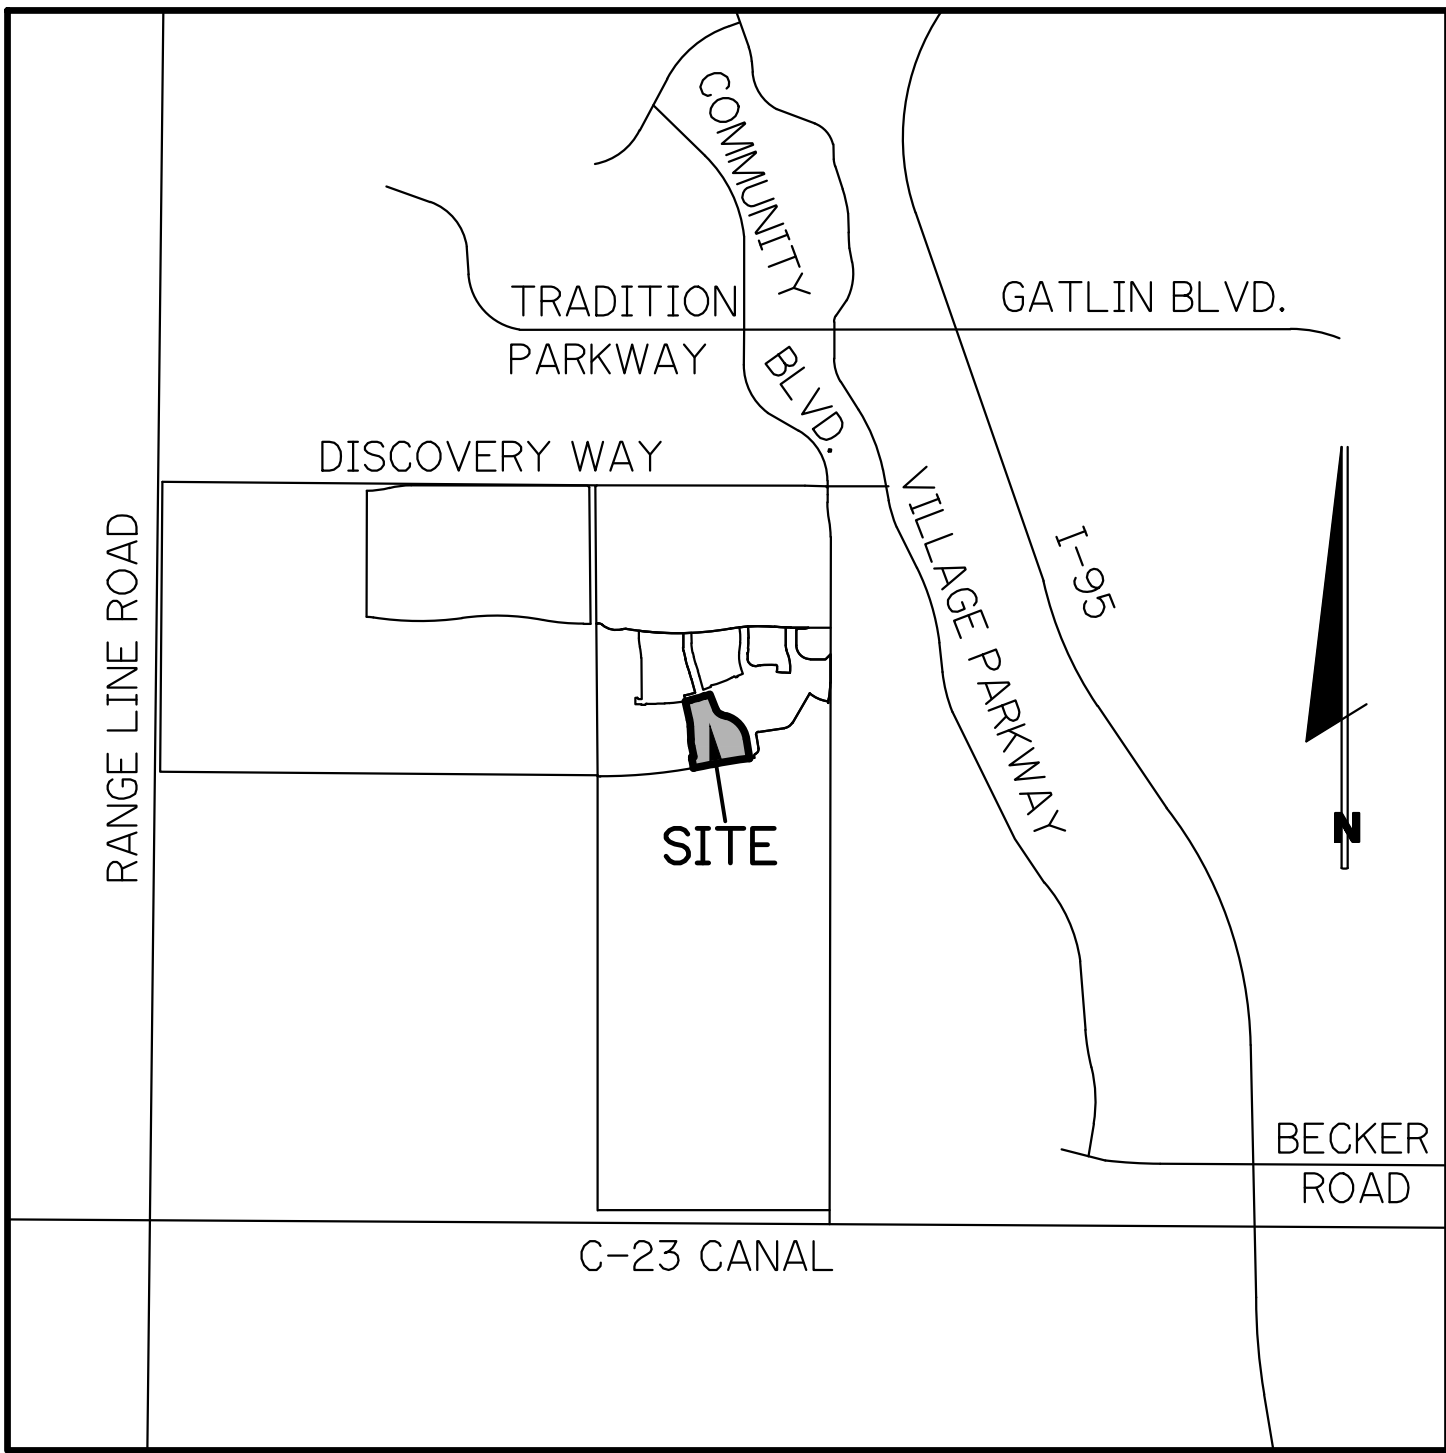 COMMUNITY
BLVD.
TRADITION
PARKWAY
GATLIN BLVD.
DISCOVERY WAY
VILLAGE PARKWAY
I-95
RANGE LINE ROAD
SITE
N
BECKER
ROAD
C-23 CANAL